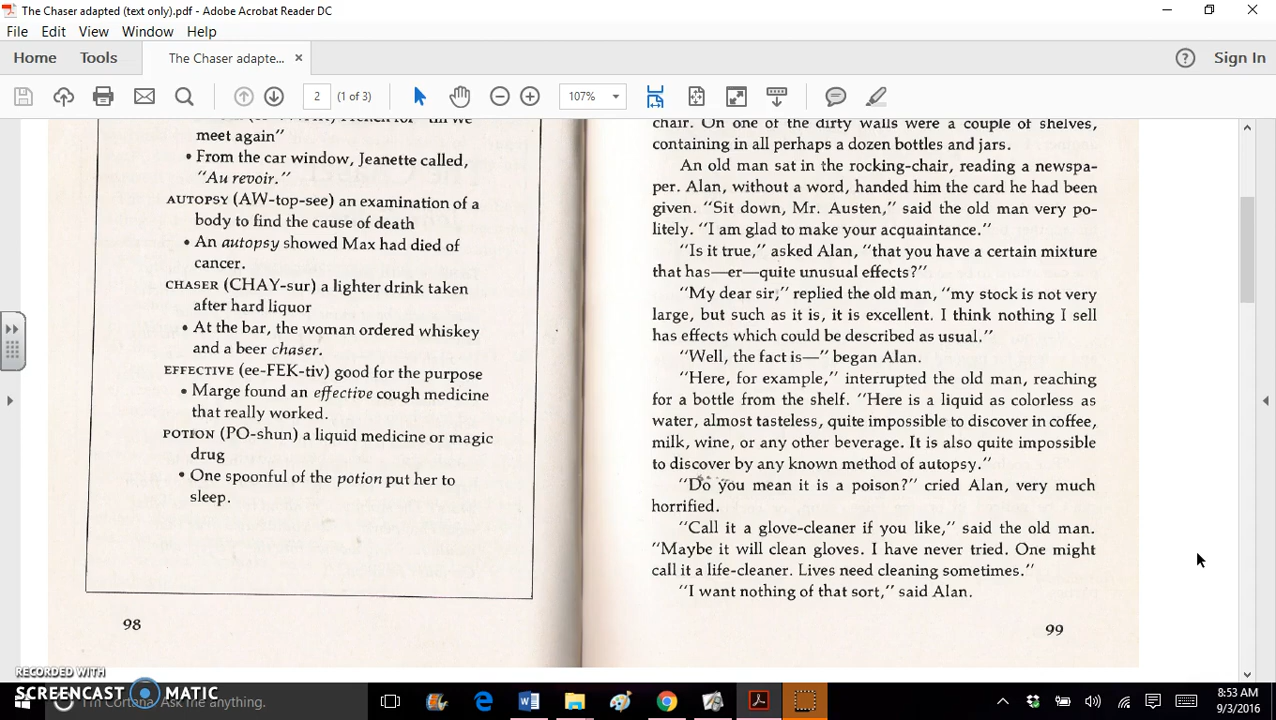 The Chaser adapted (text only).pdf - Adobe Acrobat Reader DC
File Edit View Window Help
Home Tools The Chaser adapte... × Sign In
2 (1 of 3) 107%
meet again"
• From the car window, Jeanette called,
"Au revoir."
AUTOPSY (AW-top-see) an examination of a
body to find the cause of death
• An autopsy showed Max had died of
cancer.
CHASER (CHAY-sur) a lighter drink taken
after hard liquor
• At the bar, the woman ordered whiskey
and a beer chaser.
EFFECTIVE (ee-FEK-tiv) good for the purpose
• Marge found an effective cough medicine
that really worked.
POTION (PO-shun) a liquid medicine or magic
drug
• One spoonful of the potion put her to
sleep.
98
chair. On one of the dirty walls were a couple of shelves,
containing in all perhaps a dozen bottles and jars.
An old man sat in the rocking-chair, reading a newspa-
per. Alan, without a word, handed him the card he had been
given. "Sit down, Mr. Austen," said the old man very po-
litely. "I am glad to make your acquaintance."
"Is it true," asked Alan, "that you have a certain mixture
that has—er—quite unusual effects?"
"My dear sir," replied the old man, "my stock is not very
large, but such as it is, it is excellent. I think nothing I sell
has effects which could be described as usual."
"Well, the fact is—" began Alan.
"Here, for example," interrupted the old man, reaching
for a bottle from the shelf. "Here is a liquid as colorless as
water, almost tasteless, quite impossible to discover in coffee,
milk, wine, or any other beverage. It is also quite impossible
to discover by any known method of autopsy."
"Do you mean it is a poison?" cried Alan, very much
horrified.
"Call it a glove-cleaner if you like," said the old man.
"Maybe it will clean gloves. I have never tried. One might
call it a life-cleaner. Lives need cleaning sometimes."
"I want nothing of that sort," said Alan.
99
RECORDED WITH
SCREENCAST MATIC
I'm Cortana. Ask me anything.
8:53 AM
9/3/2016